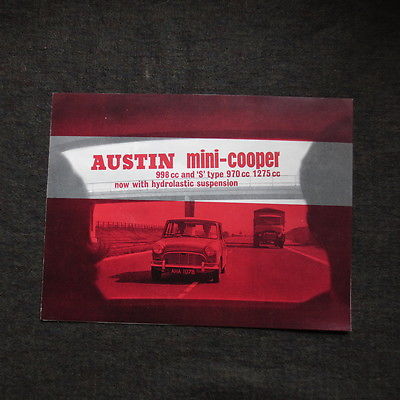 AUSTIN mini-cooper
998 cc and 'S' type 970 cc 1275 cc
now with hydrolastic suspension